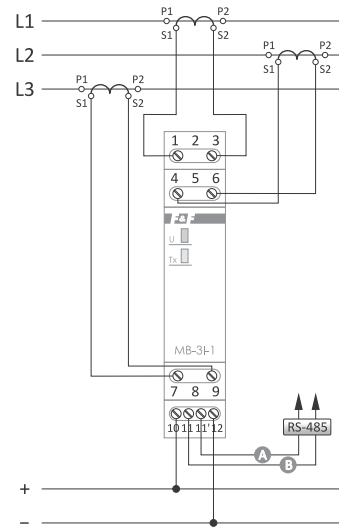 L1 P1 P2
S1 S2
L2 P1 P2
S1 S2
L3 P1 P2
S1 S2
1 2 3
4 5 6
F&F
U
Tx
MB-3I-1
7 8 9
10 11 11' 12
RS-485
A
B
+
−